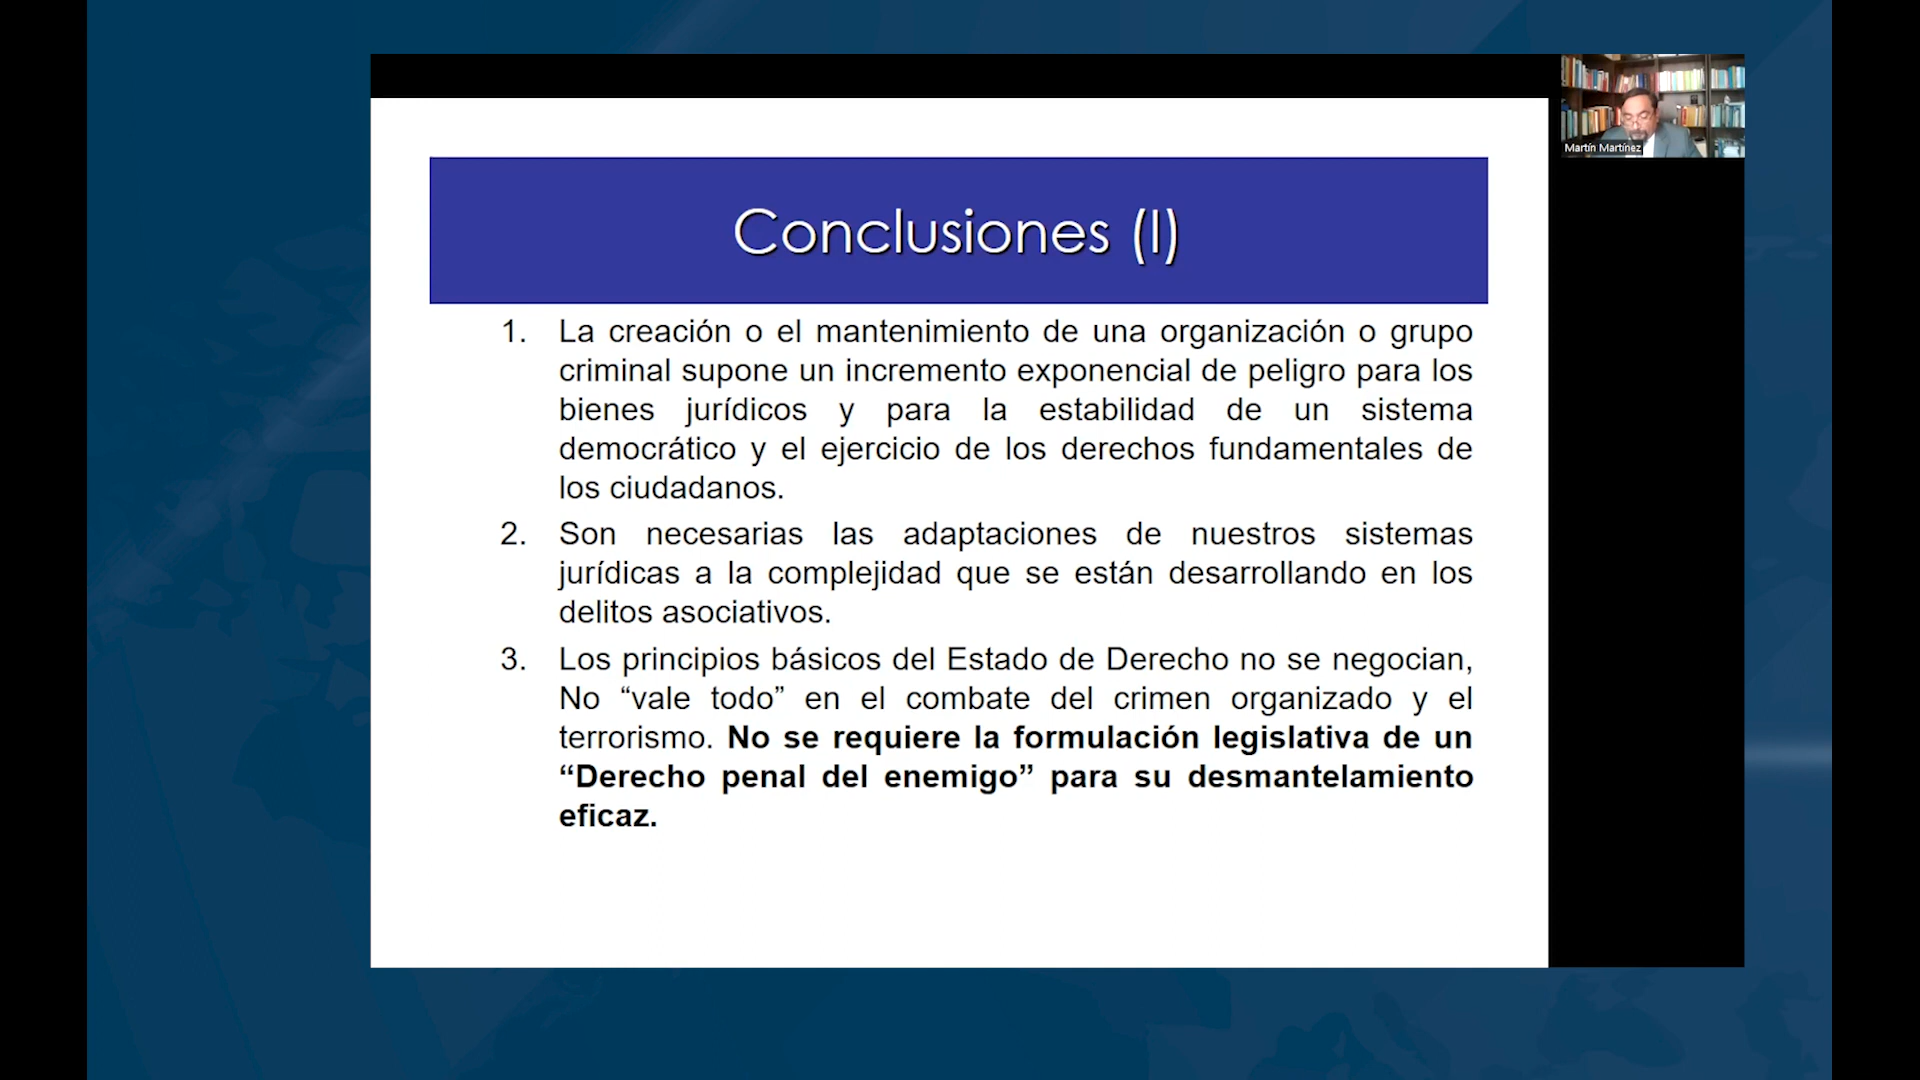 Conclusiones (I)
1. La creación o el mantenimiento de una organización o grupo
criminal supone un incremento exponencial de peligro para los
bienes jurídicos y para la estabilidad de un sistema
democrático y el ejercicio de los derechos fundamentales de
los ciudadanos.
2. Son necesarias las adaptaciones de nuestros sistemas
jurídicas a la complejidad que se están desarrollando en los
delitos asociativos.
3. Los principios básicos del Estado de Derecho no se negocian,
No “vale todo” en el combate del crimen organizado y el
terrorismo. No se requiere la formulación legislativa de un
“Derecho penal del enemigo” para su desmantelamiento
eficaz.
Martín Martínez